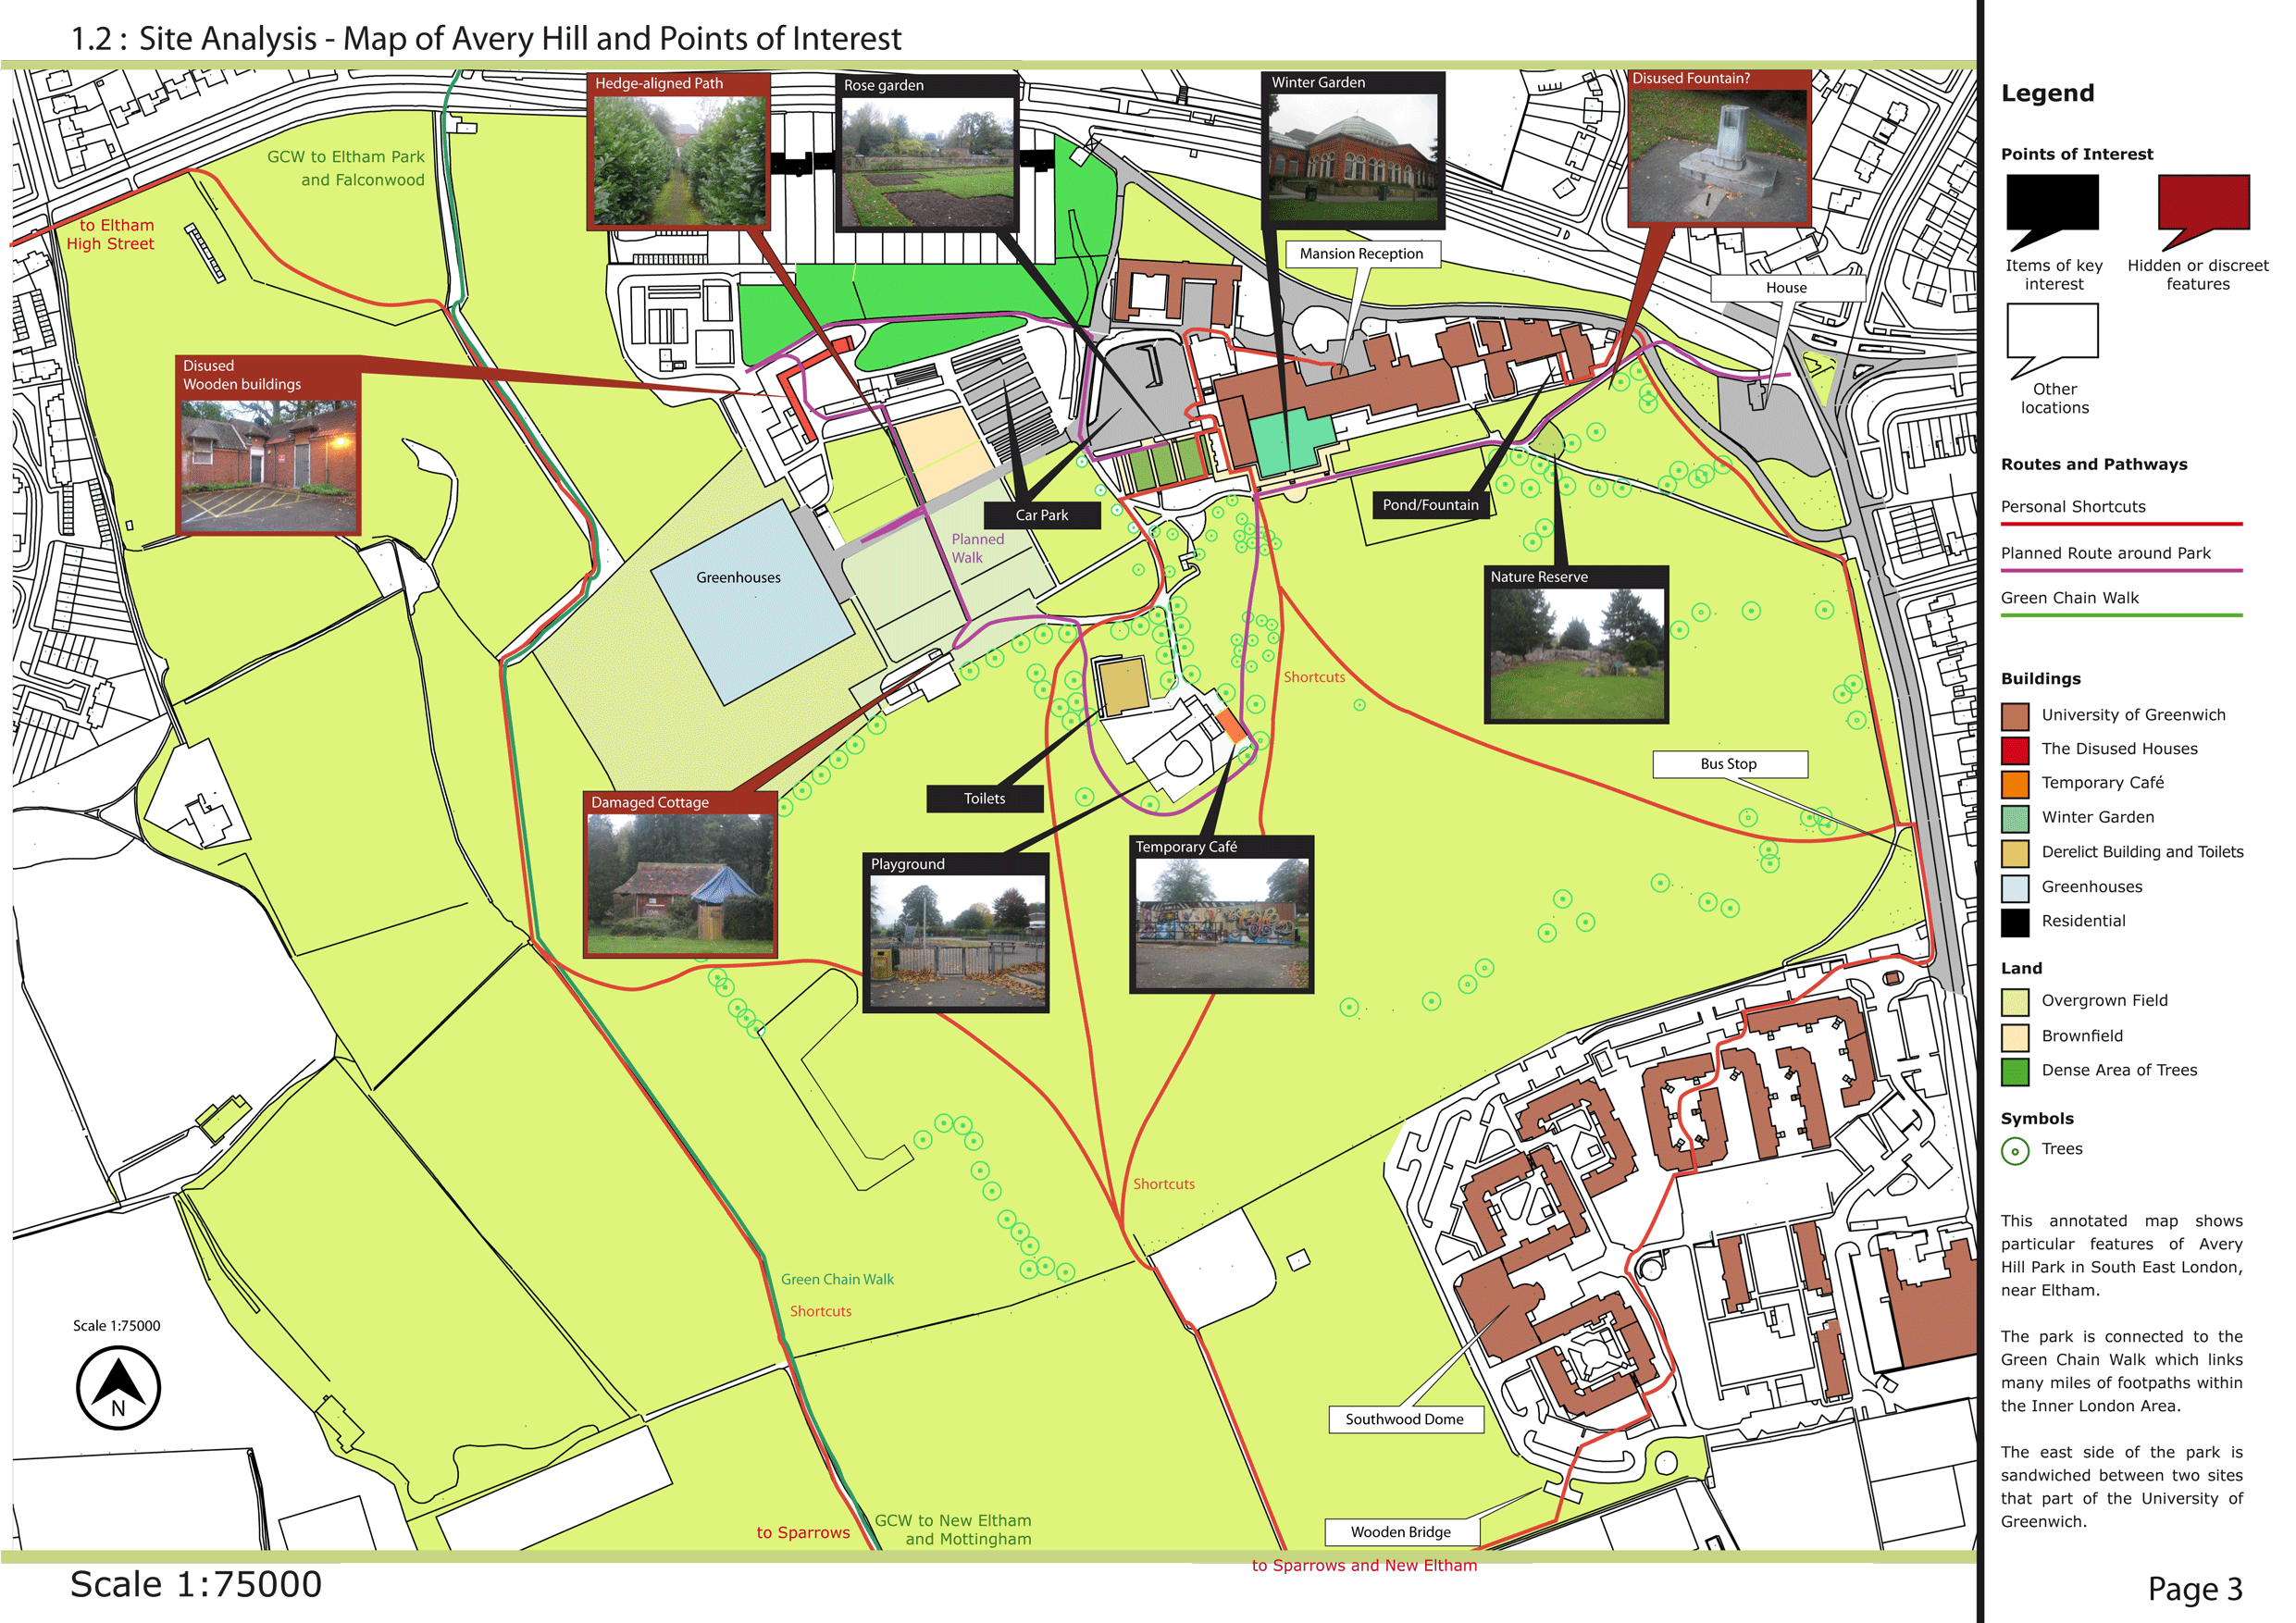 1.2 : Site Analysis - Map of Avery Hill and Points of Interest
Hedge-aligned Path
Rose garden
Winter Garden
Disused Fountain?
GCW to Eltham Park
and Falconwood
to Eltham
High Street
Mansion Reception
House
Disused
Wooden buildings
Car Park
Pond/Fountain
Planned
Walk
Greenhouses
Nature Reserve
Shortcuts
Bus Stop
Toilets
Damaged Cottage
Temporary Café
Playground
Shortcuts
Green Chain Walk
Shortcuts
Scale 1:75000
N
Southwood Dome
GCW to New Eltham
and Mottingham
to Sparrows
Wooden Bridge
to Sparrows and New Eltham
Scale 1:75000
Legend
Points of Interest
Items of key
interest
Hidden or discreet
features
Other
locations
Routes and Pathways
Personal Shortcuts
Planned Route around Park
Green Chain Walk
Buildings
University of Greenwich
The Disused Houses
Temporary Café
Winter Garden
Derelict Building and Toilets
Greenhouses
Residential
Land
Overgrown Field
Brownfield
Dense Area of Trees
Symbols
Trees
This annotated map shows
particular features of Avery
Hill Park in South East London,
near Eltham.
The park is connected to the
Green Chain Walk which links
many miles of footpaths within
the Inner London Area.
The east side of the park is
sandwiched between two sites
that part of the University of
Greenwich.
Page 3